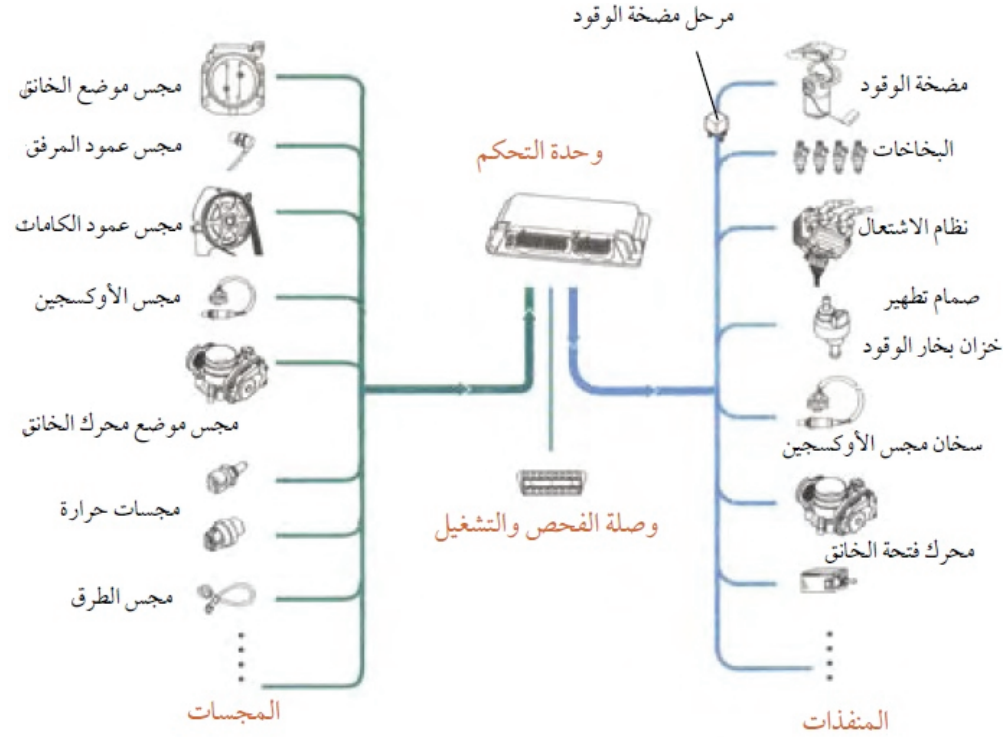 مرحل مضخة الوقود
مضخة الوقود
البخاخات
نظام الاشتعال
صمام تطهير
خزان بخار الوقود
سخان مجس الأوكسجين
محرك فتحة الخانق
المنفذات
وحدة التحكم
وصلة الفحص والتشغيل
مجس موضع الخانق
مجس عمود المرفق
مجس عمود الكامات
مجس الأوكسجين
مجس موضع محرك الخانق
مجسات حرارة
مجس الطرق
المجسات